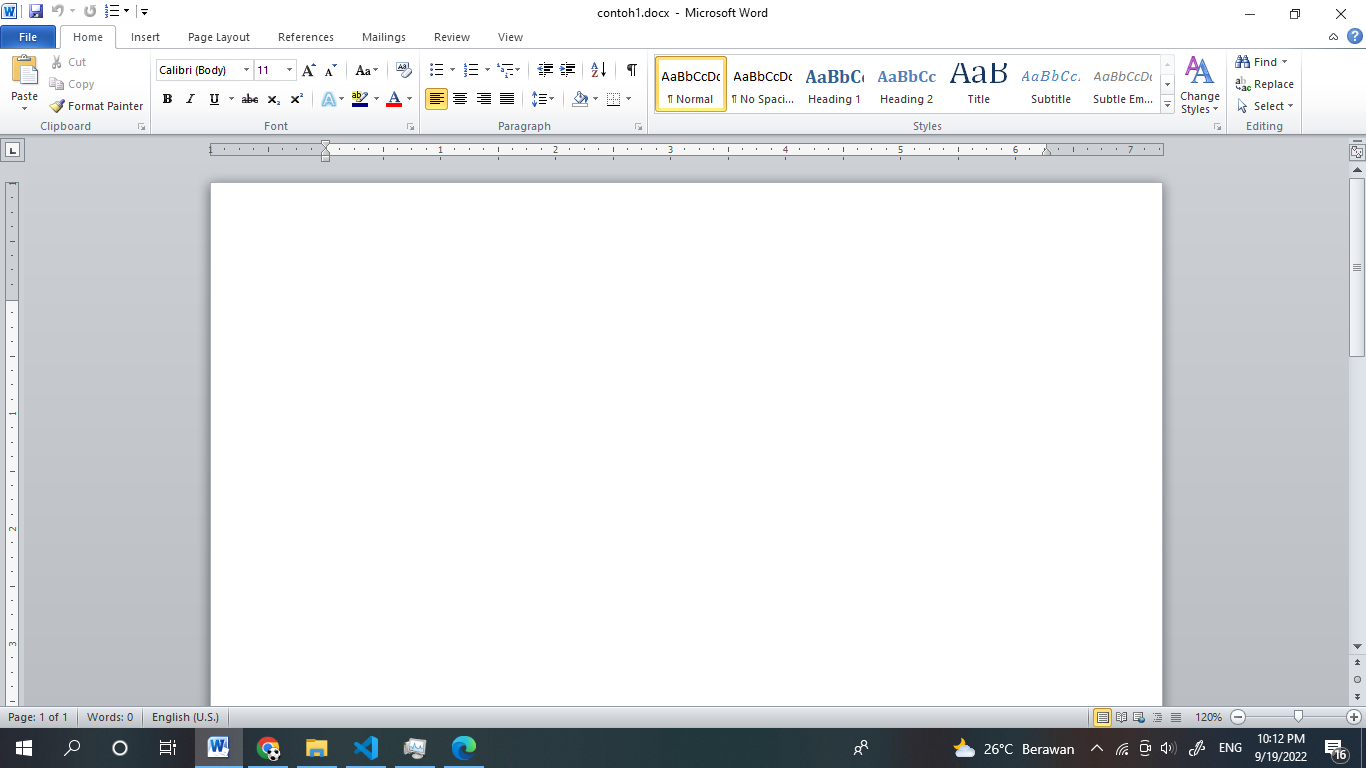 contoh1.docx - Microsoft Word
File Home Insert Page Layout References Mailings Review View
Paste
Cut
Copy
Format Painter
Clipboard
Calibri (Body) 11
Font
Paragraph
AaBbCcDc AaBbCcDc AaBbCc AaBbCc AaB AaBbCc. AaBbCcDc
¶ Normal ¶ No Spaci... Heading 1 Heading 2 Title Subtitle Subtle Em...
Styles
Change
Styles
Find
Replace
Select
Editing
1 2 3 4 5 6 7
1
2
3
Page: 1 of 1 Words: 0 English (U.S.) 120%
26°C Berawan ENG 10:12 PM
9/19/2022
16